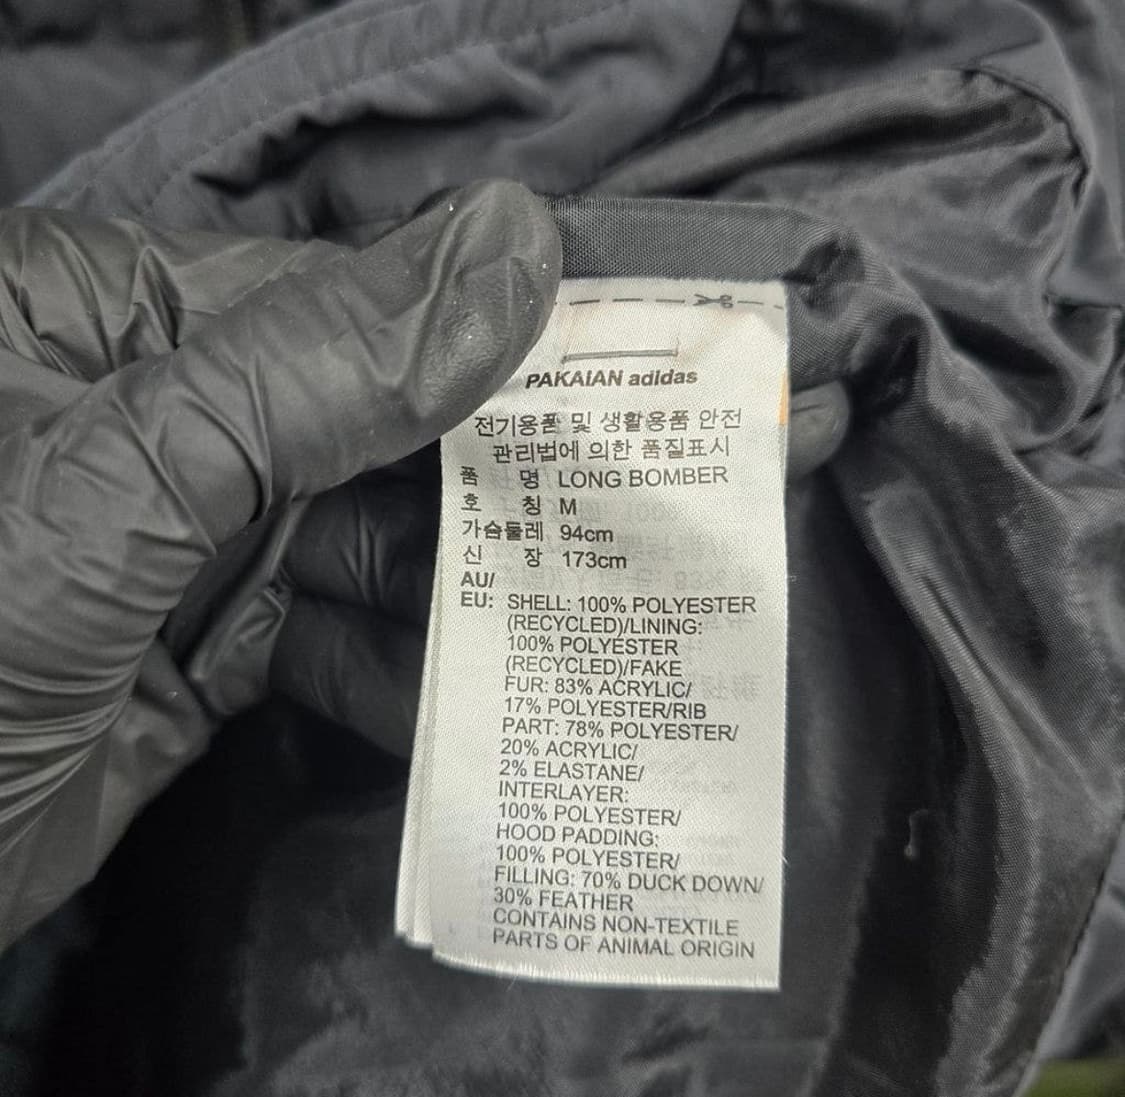 PAKAiAN adidas
전기용품 및 생활용품 안전
관리법에 의한 품질표시
품 명 LONG BOMBER
호 칭 M
가슴둘레 94cm
신 장 173cm
AU/
EU: SHELL: 100% POLYESTER
(RECYCLED)/LINING:
100% POLYESTER
(RECYCLED)/FAKE
FUR: 83% ACRYLIC/
17% POLYESTER/RIB
PART: 78% POLYESTER/
20% ACRYLIC/
2% ELASTANE/
INTERLAYER:
100% POLYESTER/
HOOD PADDING:
100% POLYESTER/
FILLING: 70% DUCK DOWN/
30% FEATHER
CONTAINS NON-TEXTILE
PARTS OF ANIMAL ORIGIN